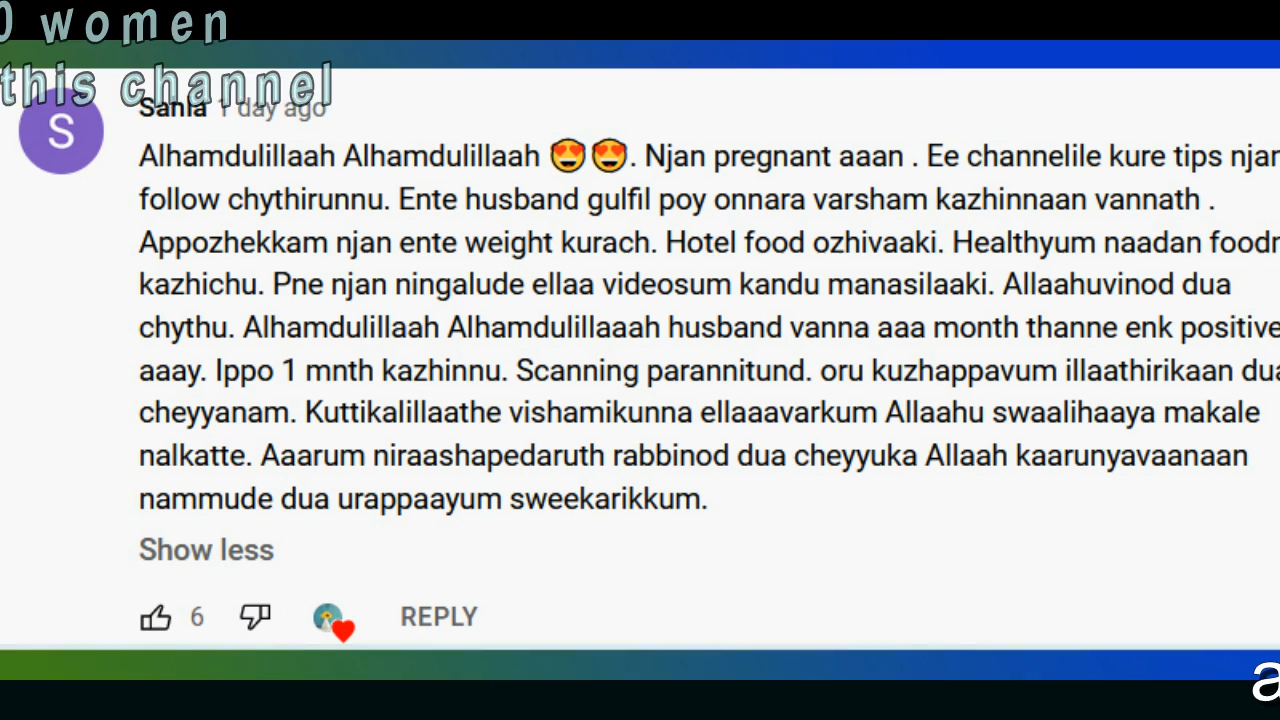 women
this channel
Sania 1 day ago
S
Alhamdulillaah Alhamdulillaah 😍😍. Njan pregnant aaan . Ee channelile kure tips njan
follow chythirunnu. Ente husband gulfil poy onnara varsham kazhinnaan vannath .
Appozhekkam njan ente weight kurach. Hotel food ozhivaaki. Healthyum naadan
kazhichu. Pne njan ningalude ellaa videosum kandu manasilaaki. Allaahuvinod dua
chythu. Alhamdulillaah Alhamdulillaaah husband vanna aaa month thanne enk positive
aaay. Ippo 1 mnth kazhinnu. Scanning parannitund. oru kuzhappavum illaathirikaan dua
cheyyanam. Kuttikalillaathe vishamikunna ellaaavarkum Allaahu swaalihaaya makale
nalkatte. Aaarum niraashapedaruth rabbinod dua cheyyuka Allaah kaarunyavaanaan
nammude dua urappaayum sweekarikkum.
Show less
6 REPLY
a